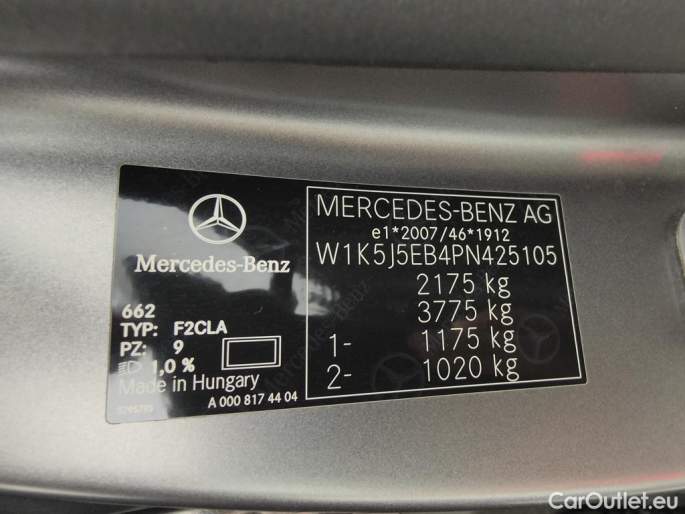 Mercedes-Benz
662
TYP: F2CLA
PZ: 9
1,0 %
Made in Hungary
A 000 817 44 04
MERCEDES-BENZ AG
e1*2007/46*1912
W1K5J5EB4PN425105
2175 kg
3775 kg
1- 1175 kg
2- 1020 kg
CarOutlet.eu